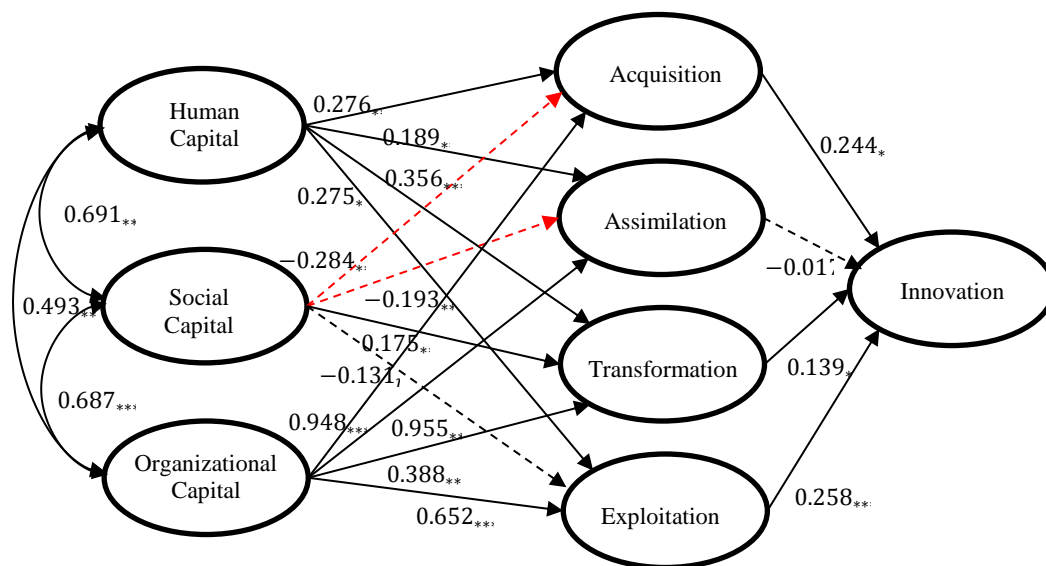 Human
Capital
Social
Capital
Organizational
Capital
0.691**
0.493**
0.687***
0.276*
0.189*
0.356***
0.275*
−0.284*
−0.193**
0.175*
−0.131
0.948***
0.955**
0.388**
0.652***
Acquisition
Assimilation
Transformation
Exploitation
0.244*
−0.017
0.139*
0.258***
Innovation